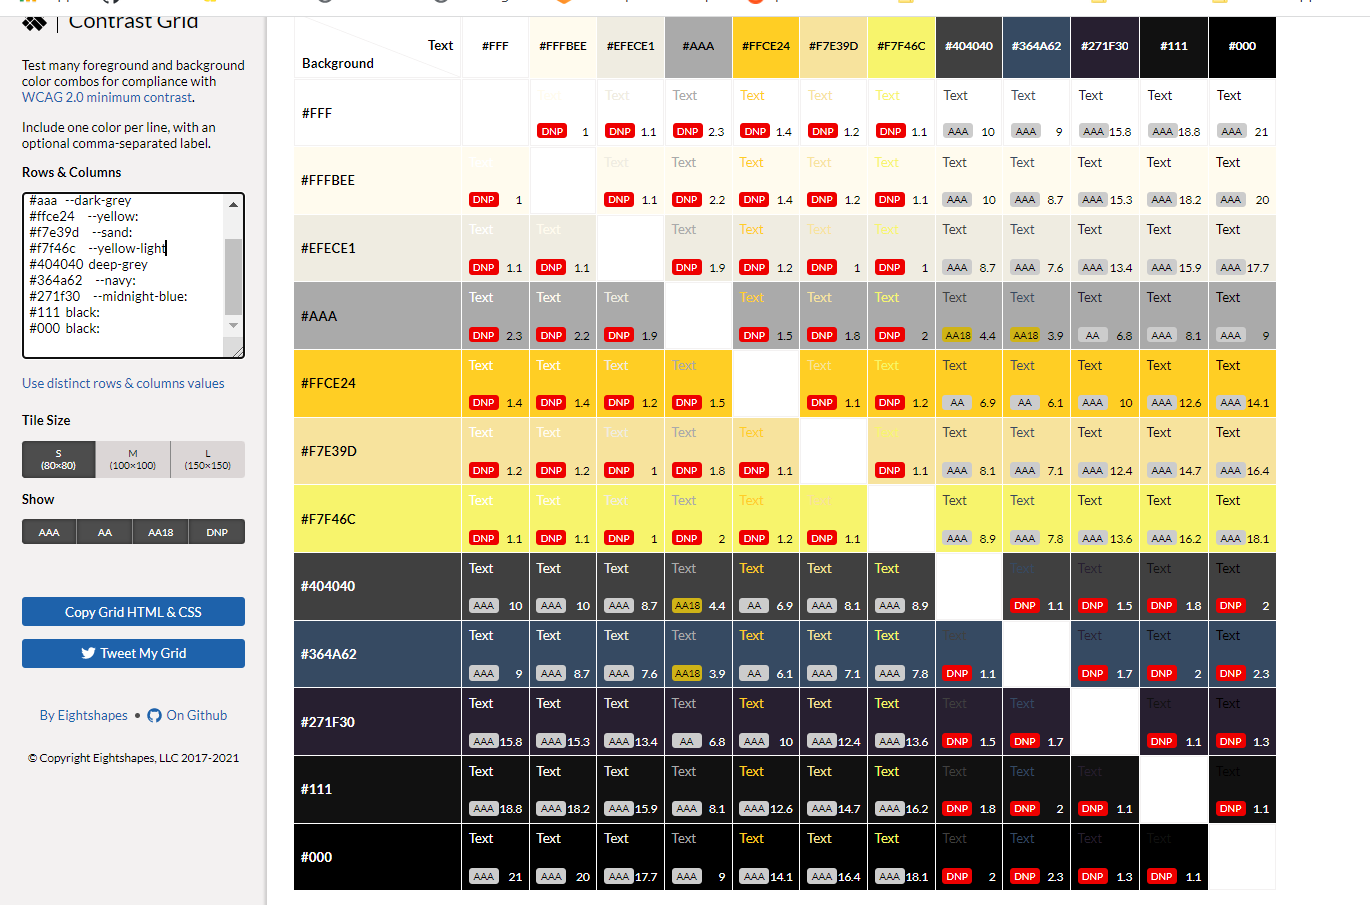 Contrast Grid
Test many foreground and background
color combos for compliance with
WCAG 2.0 minimum contrast.
Include one color per line, with an
optional comma-separated label.
Rows & Columns
#aaa --dark-grey
#ffce24 --yellow:
#f7e39d --sand:
#f7f46c --yellow-light
#404040 deep-grey
#364a62 --navy:
#271f30 --midnight-blue:
#111 black:
#000 black:
Use distinct rows & columns values
Tile Size
S M L
(80×80) (100×100) (150×150)
Show
AAA AA AA18 DNP
Copy Grid HTML & CSS
Tweet My Grid
By Eightshapes • On Github
© Copyright Eightshapes, LLC 2017-2021
Text #FFF #FFFBEE #EFECE1 #AAA #FFCE24 #F7E39D #F7F46C #404040 #364A62 #271F30 #111 #000
Background
Text Text Text Text Text Text Text Text Text Text Text
#FFF
DNP 1 DNP 1.1 DNP 2.3 DNP 1.4 DNP 1.2 DNP 1.1 AAA 10 AAA 9 AAA 15.8 AAA 18.8 AAA 21
Text Text Text Text Text Text Text Text Text Text Text
#FFFBEE
DNP 1 DNP 1.1 DNP 2.2 DNP 1.4 DNP 1.2 DNP 1.1 AAA 10 AAA 8.7 AAA 15.3 AAA 18.2 AAA 20
Text Text Text Text Text Text Text Text Text Text Text
#EFECE1
DNP 1.1 DNP 1.1 DNP 1.9 DNP 1.2 DNP 1 DNP 1 AAA 8.7 AAA 7.6 AAA 13.4 AAA 15.9 AAA 17.7
Text Text Text Text Text Text Text Text Text Text Text
#AAA
DNP 2.3 DNP 2.2 DNP 1.9 DNP 1.5 DNP 1.8 DNP 2 AA18 4.4 AA18 3.9 AA 6.8 AAA 8.1 AAA 9
Text Text Text Text Text Text Text Text Text Text Text
#FFCE24
DNP 1.4 DNP 1.4 DNP 1.2 DNP 1.5 DNP 1.1 DNP 1.2 AA 6.9 AA 6.1 AAA 10 AAA 12.6 AAA 14.1
Text Text Text Text Text Text Text Text Text Text Text
#F7E39D
DNP 1.2 DNP 1.2 DNP 1 DNP 1.8 DNP 1.1 DNP 1.1 AAA 8.1 AAA 7.1 AAA 12.4 AAA 14.7 AAA 16.4
Text Text Text Text Text Text Text Text Text Text Text
#F7F46C
DNP 1.1 DNP 1.1 DNP 1 DNP 2 DNP 1.2 DNP 1.1 AAA 8.9 AAA 7.8 AAA 13.6 AAA 16.2 AAA 18.1
Text Text Text Text Text Text Text Text Text Text Text
#404040
AAA 10 AAA 10 AAA 8.7 AA18 4.4 AA 6.9 AAA 8.1 AAA 8.9 DNP 1.1 DNP 1.5 DNP 1.8 DNP 2
Text Text Text Text Text Text Text Text Text Text Text
#364A62
AAA 9 AAA 8.7 AAA 7.6 AA18 3.9 AA 6.1 AAA 7.1 AAA 7.8 DNP 1.1 DNP 1.7 DNP 2 DNP 2.3
Text Text Text Text Text Text Text Text Text Text Text
#271F30
AAA 15.8 AAA 15.3 AAA 13.4 AA 6.8 AAA 10 AAA 12.4 AAA 13.6 DNP 1.5 DNP 1.7 DNP 1.1 DNP 1.3
Text Text Text Text Text Text Text Text Text Text Text
#111
AAA 18.8 AAA 18.2 AAA 15.9 AAA 8.1 AAA 12.6 AAA 14.7 AAA 16.2 DNP 1.8 DNP 2 DNP 1.1 DNP 1.1
Text Text Text Text Text Text Text Text Text Text Text
#000
AAA 21 AAA 20 AAA 17.7 AAA 9 AAA 14.1 AAA 16.4 AAA 18.1 DNP 2 DNP 2.3 DNP 1.3 DNP 1.1